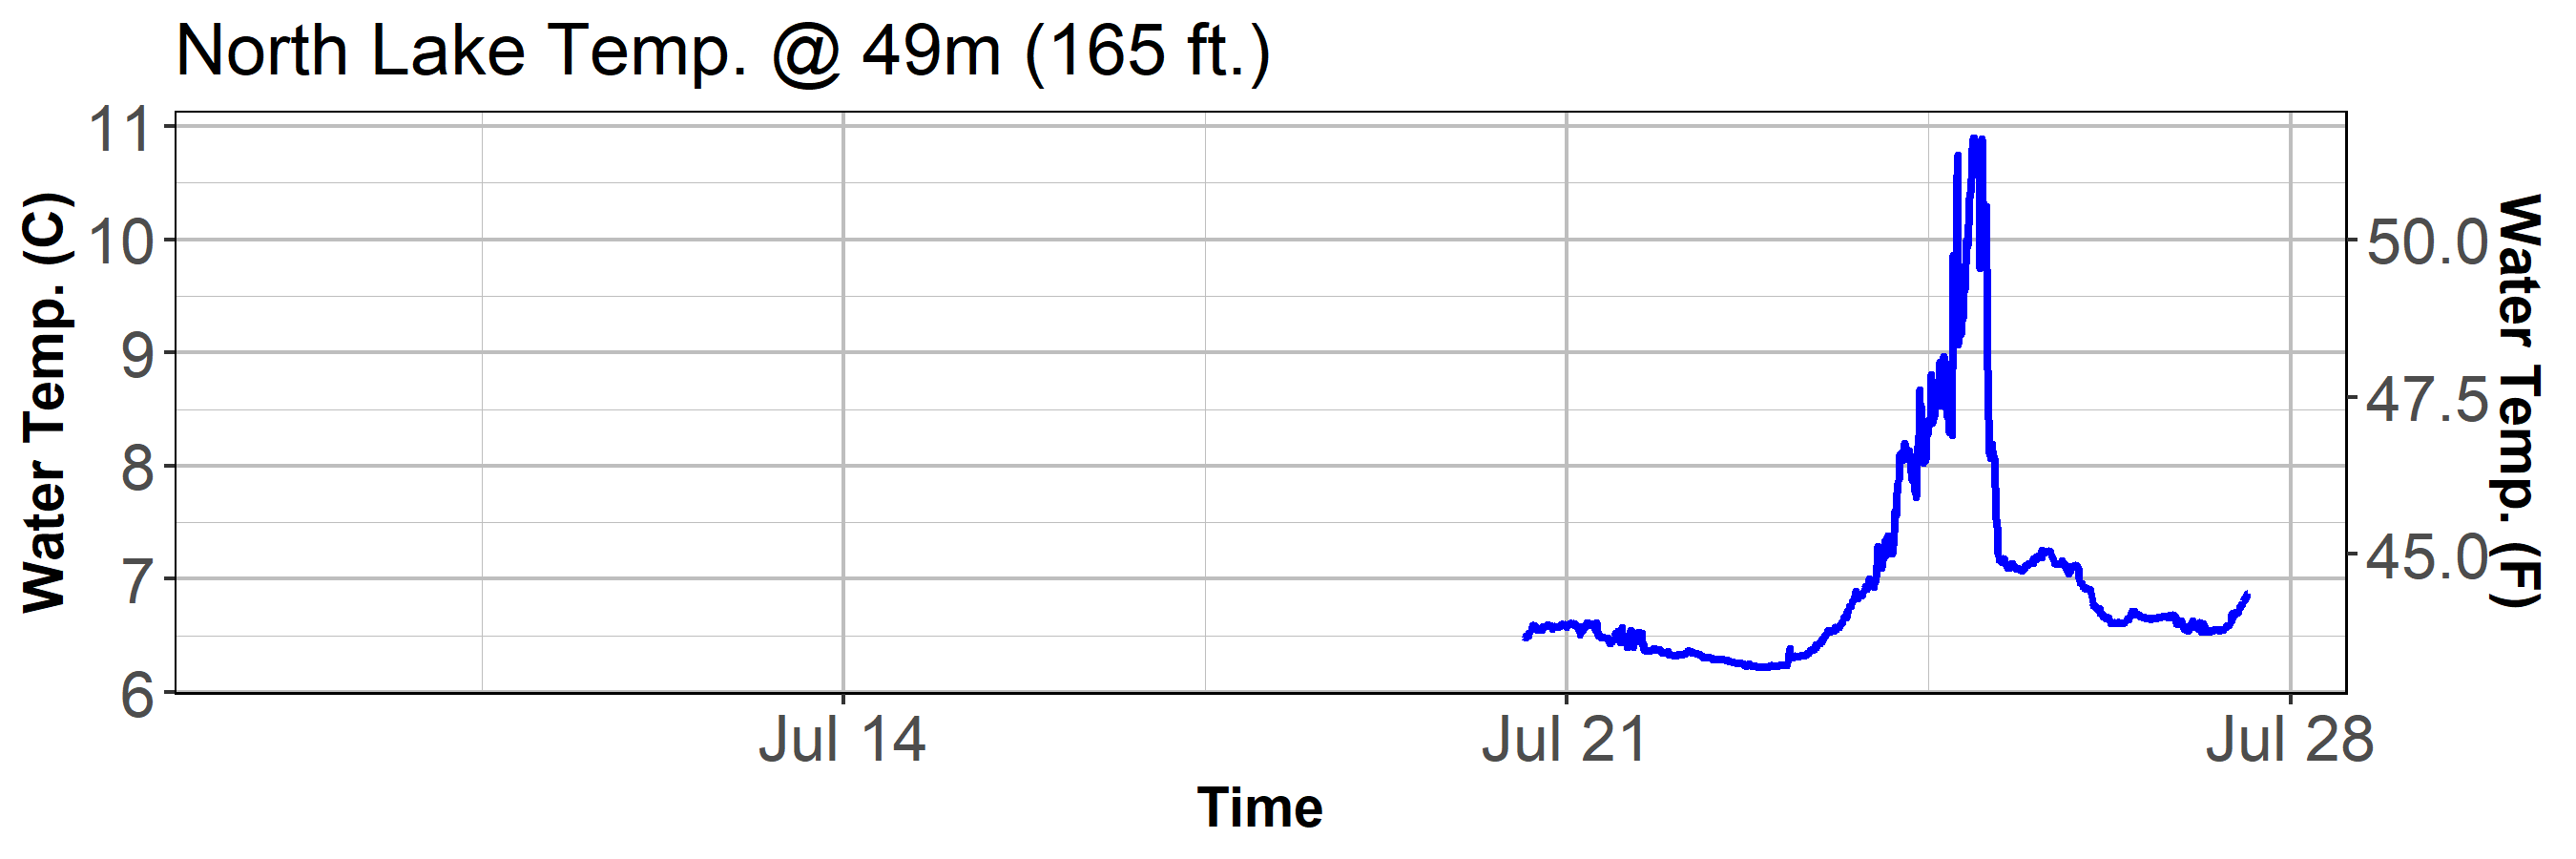 North Lake Temp. @ 49m (165 ft.)
Water Temp. (C)
11
10
9
8
7
6
50.0
47.5
45.0
Water Temp. (F)
Jul 14
Jul 21
Jul 28
Time